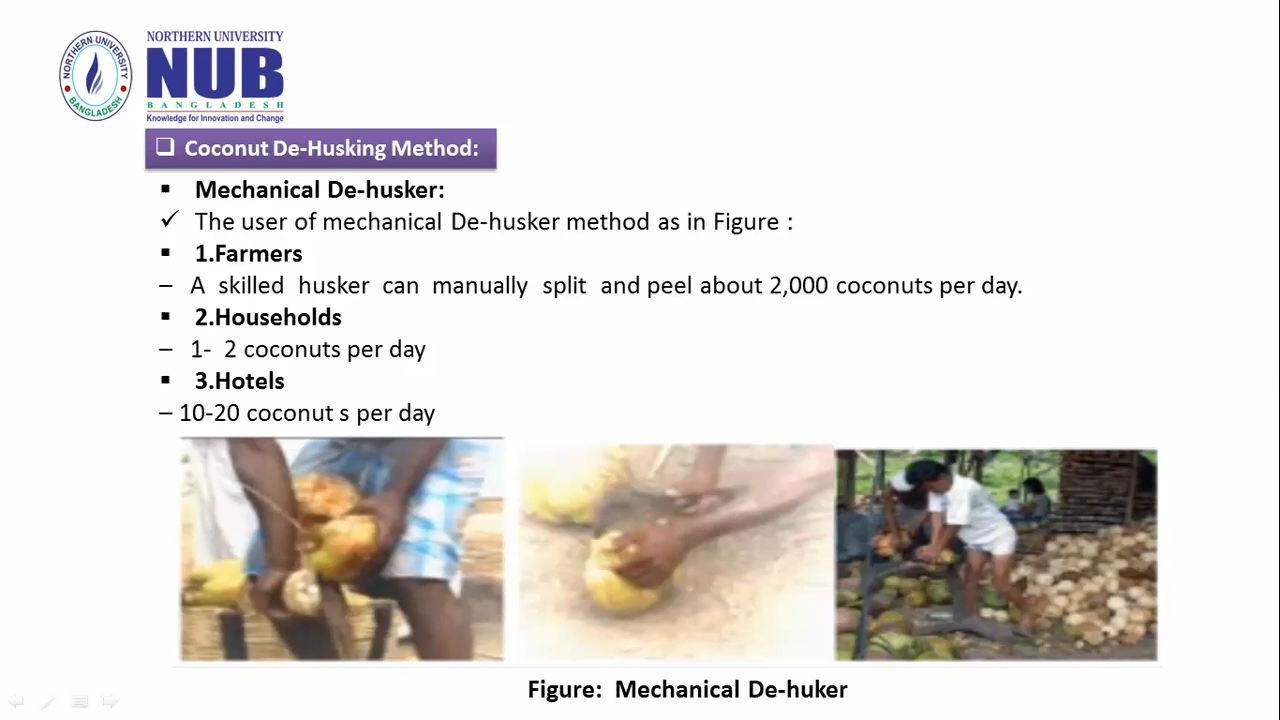 NORTHERN UNIVERSITY
BANGLADESH
NORTHERN UNIVERSITY
NUB
BANGLADESH
Knowledge for Innovation and Change
❑ Coconut De-Husking Method:
▪ Mechanical De-husker:
✓ The user of mechanical De-husker method as in Figure :
▪ 1.Farmers
– A skilled husker can manually split and peel about 2,000 coconuts per day.
▪ 2.Households
– 1- 2 coconuts per day
▪ 3.Hotels
– 10-20 coconut s per day
Figure: Mechanical De-huker